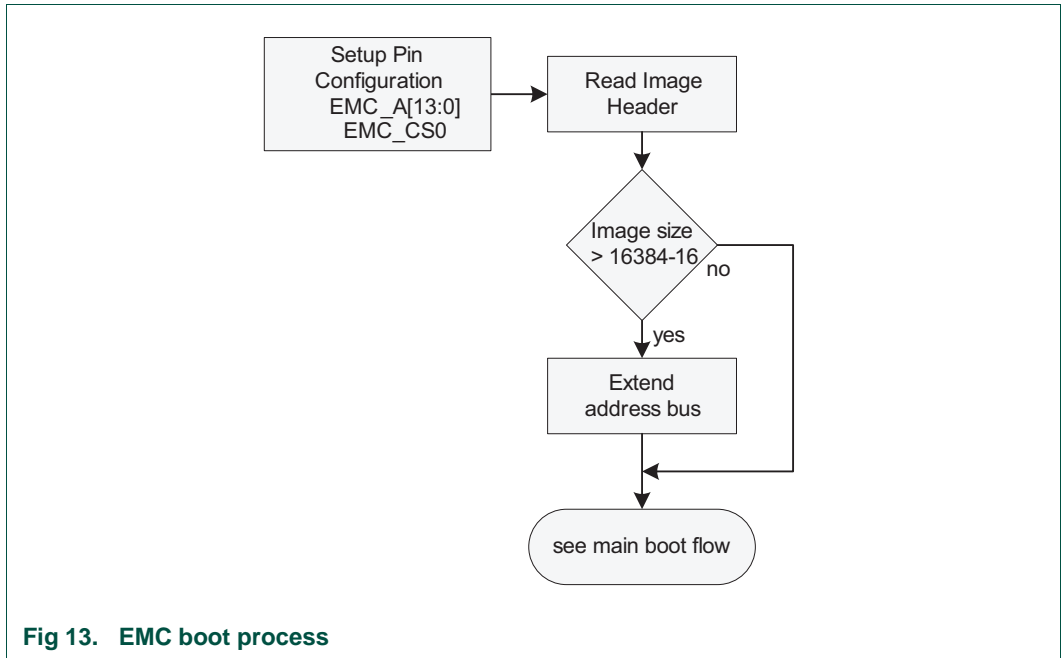 Setup Pin
Configuration
EMC_A[13:0]
EMC_CS0
Read Image
Header
Image size
> 16384-16
no
yes
Extend
address bus
see main boot flow
Fig 13. EMC boot process